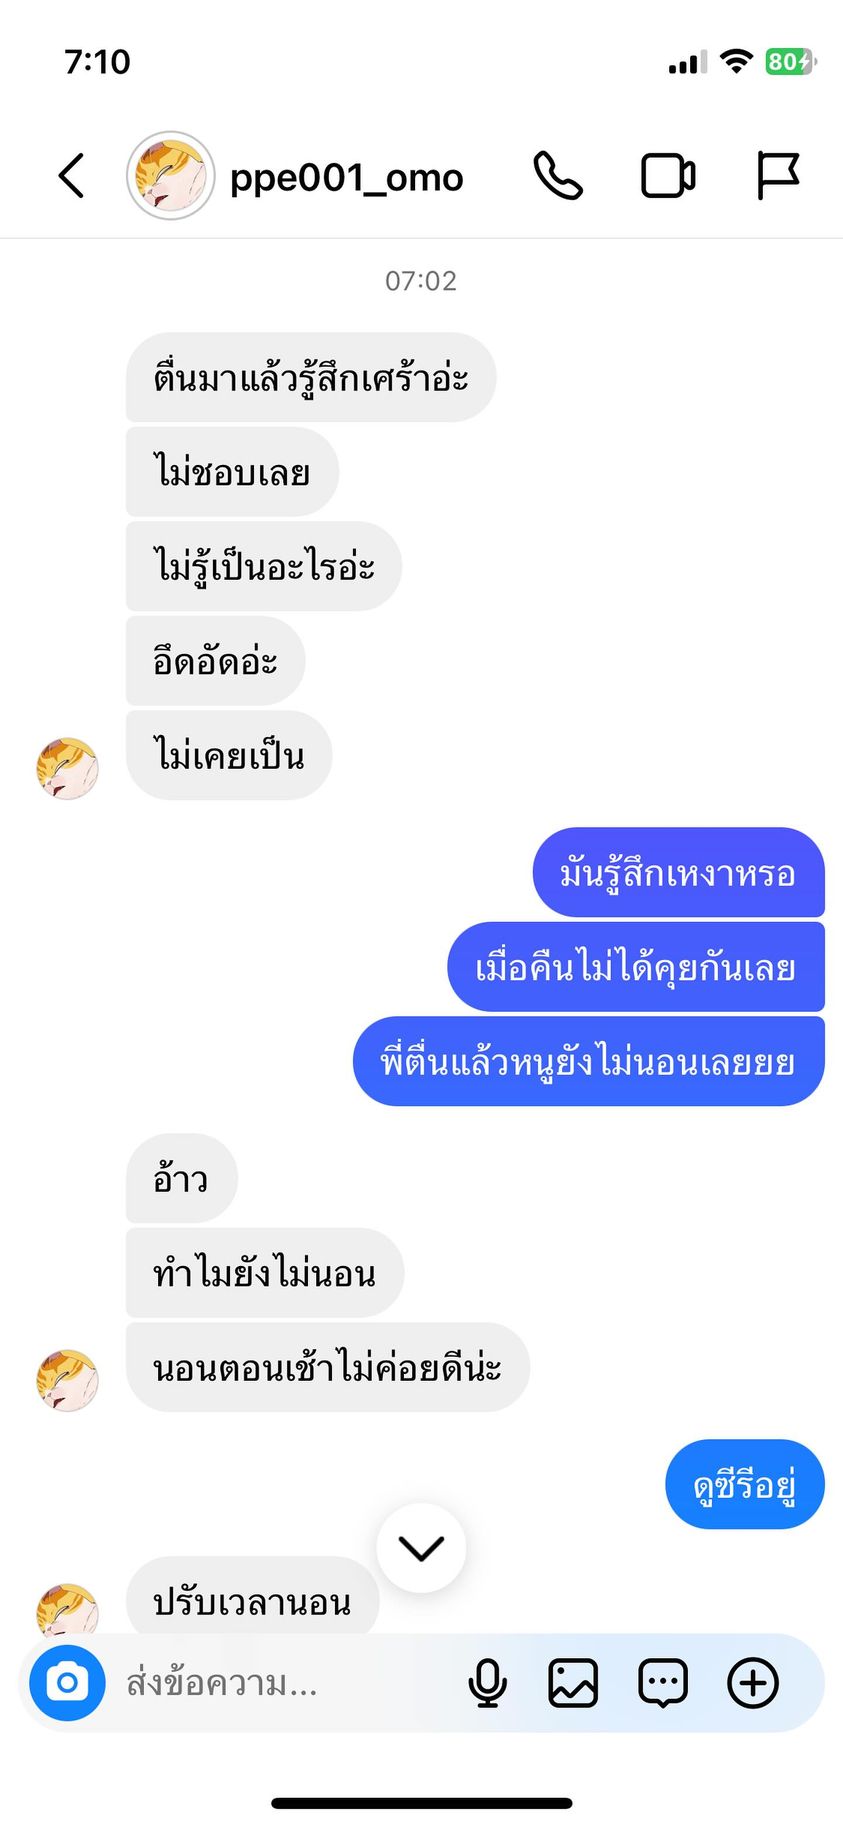 7:10
80
ppe001_omo
07:02
ตื่นมาแล้วรู้สึกเศร้าอ่ะ
ไม่ชอบเลย
ไม่รู้เป็นอะไรอ่ะ
อึดอัดอ่ะ
ไม่เคยเป็น
มันรู้สึกเหงาหรอ
เมื่อคืนไม่ได้คุยกันเลย
พี่ตื่นแล้วหนูยังไม่นอนเลยยย
อ้าว
ทำไมยังไม่นอน
นอนตอนเช้าไม่ค่อยดีน่ะ
ดูซีรีอยู่
ปรับเวลานอน
ส่งข้อความ...